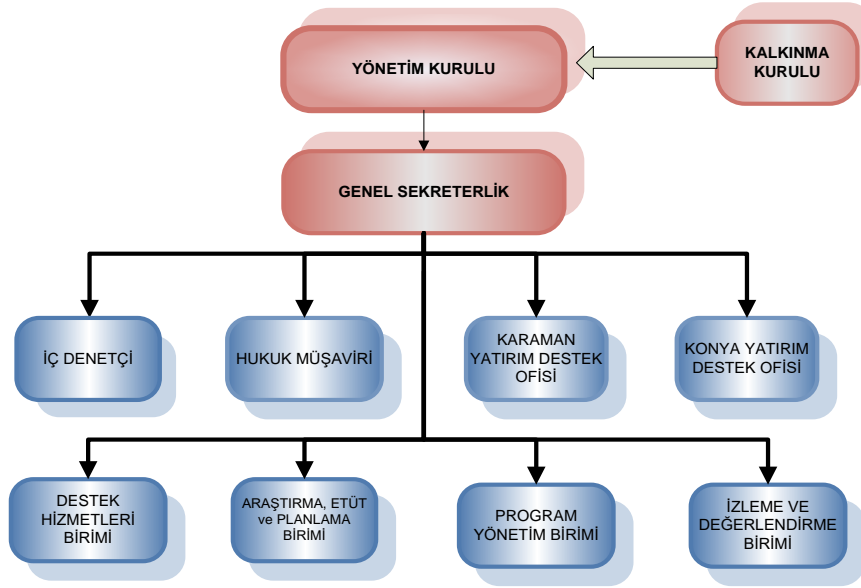 YÖNETİM KURULU
KALKINMA
KURULU
GENEL SEKRETERLİK
İÇ DENETÇİ
HUKUK MÜŞAVİRİ
KARAMAN
YATIRIM DESTEK
OFİSİ
KONYA YATIRIM
DESTEK OFİSİ
DESTEK
HİZMETLERİ
BİRİMİ
ARAŞTIRMA, ETÜT
ve PLANLAMA
BİRİMİ
PROGRAM
YÖNETİM BİRİMİ
İZLEME VE
DEĞERLENDİRME
BİRİMİ